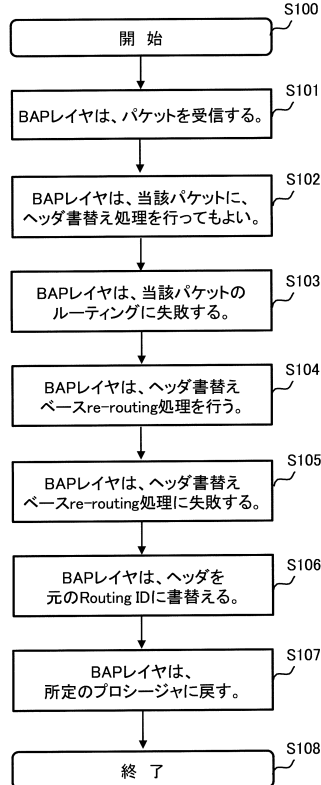 S100
開 始
S101
BAPレイヤは、パケットを受信する。
S102
BAPレイヤは、当該パケットに、
ヘッダ書替え処理を行ってもよい。
S103
BAPレイヤは、当該パケットの
ルーティングに失敗する。
S104
BAPレイヤは、ヘッダ書替え
ベースre-routing処理を行う。
S105
BAPレイヤは、ヘッダ書替え
ベースre-routing処理に失敗する。
S106
BAPレイヤは、ヘッダを
元のRouting IDに書替える。
S107
BAPレイヤは、
所定のプロシージャに戻す。
S108
終 了